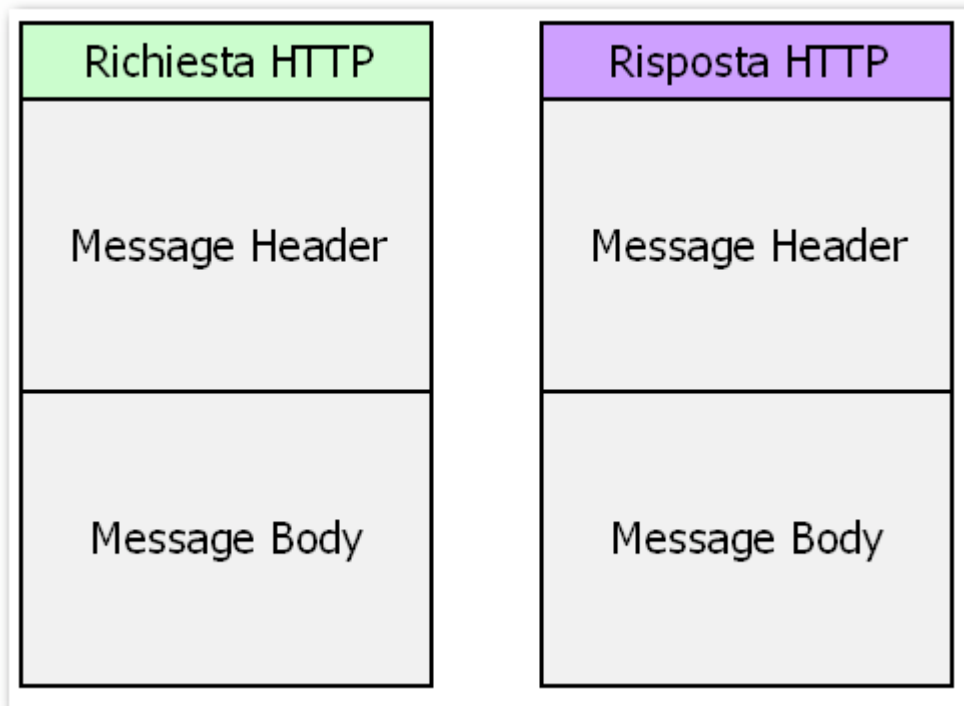 Richiesta HTTP
Message Header
Message Body
Risposta HTTP
Message Header
Message Body